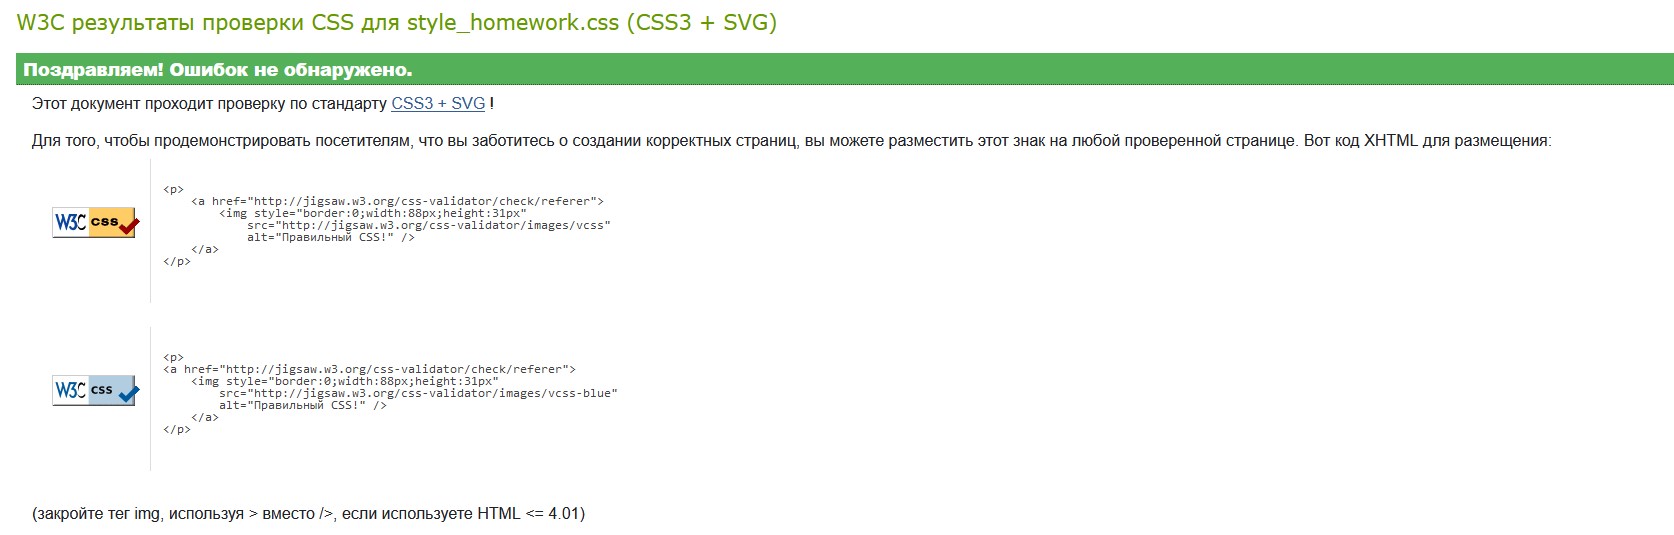 W3C результаты проверки CSS для style_homework.css (CSS3 + SVG)
Поздравляем! Ошибок не обнаружено.
Этот документ проходит проверку по стандарту CSS3 + SVG !
Для того, чтобы продемонстрировать посетителям, что вы заботитесь о создании корректных страниц, вы можете разместить этот знак на любой проверенной странице. Вот код XHTML для размещения:
W3C css
<p>
    <a href="http://jigsaw.w3.org/css-validator/check/referer">
        <img style="border:0;width:88px;height:31px"
            src="http://jigsaw.w3.org/css-validator/images/vcss"
            alt="Правильный CSS!" />
    </a>
</p>
W3C css
<p>
<a href="http://jigsaw.w3.org/css-validator/check/referer">
    <img style="border:0;width:88px;height:31px"
        src="http://jigsaw.w3.org/css-validator/images/vcss-blue"
        alt="Правильный CSS!" />
    </a>
</p>
(закройте тег img, используя > вместо />, если используете HTML <= 4.01)